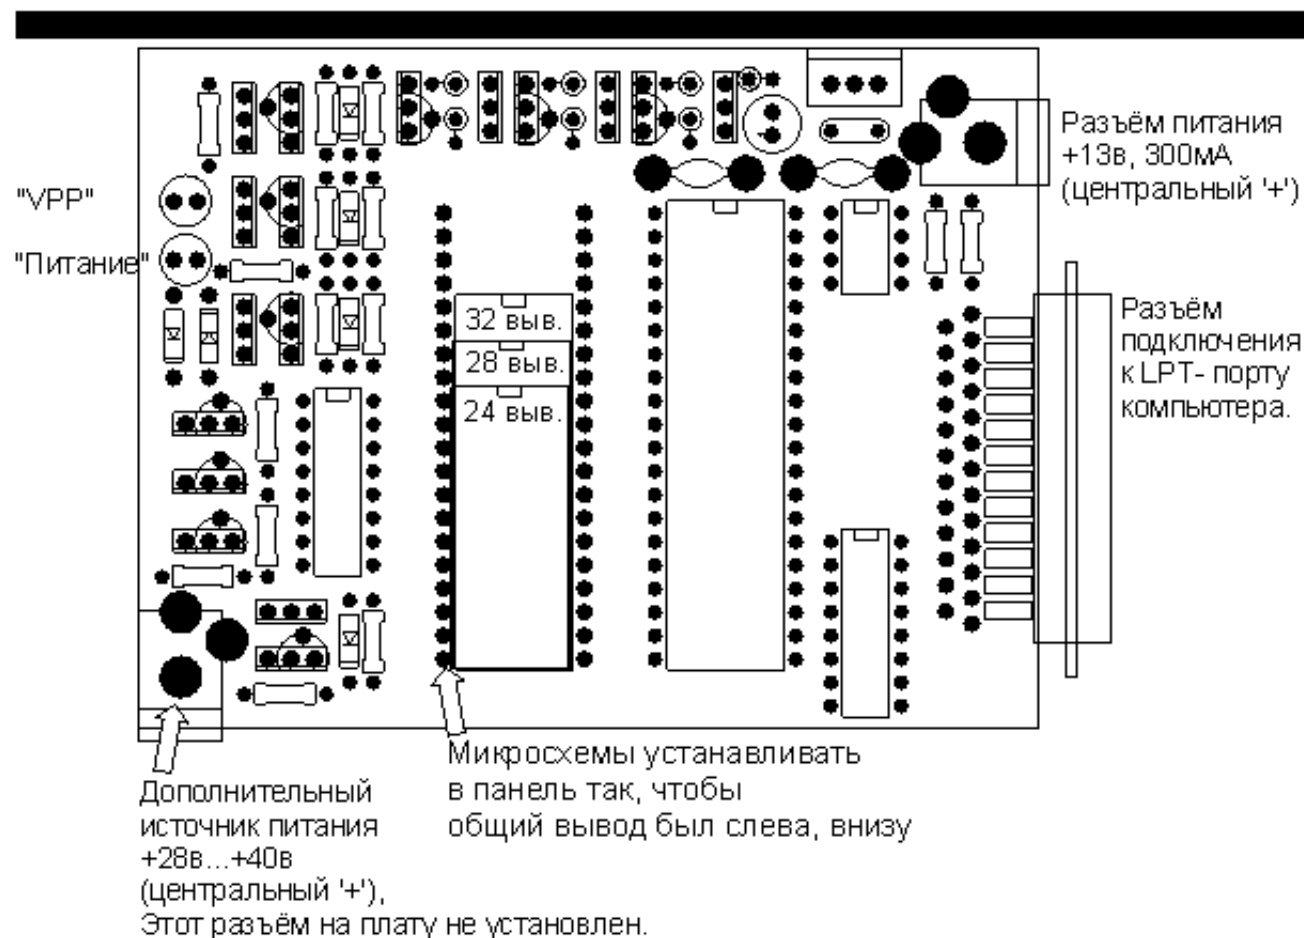 "VPP"
"Питание"
Разъём питания
+13в, 300мА
(центральный '+')
32 выв.
28 выв.
24 выв.
Разъём
подключения
к LPT- порту
компьютера.
Микросхемы устанавливать
в панель так, чтобы
общий вывод был слева, внизу
Дополнительный
источник питания
+28в...+40в
(центральный '+'),
Этот разъём на плату не установлен.